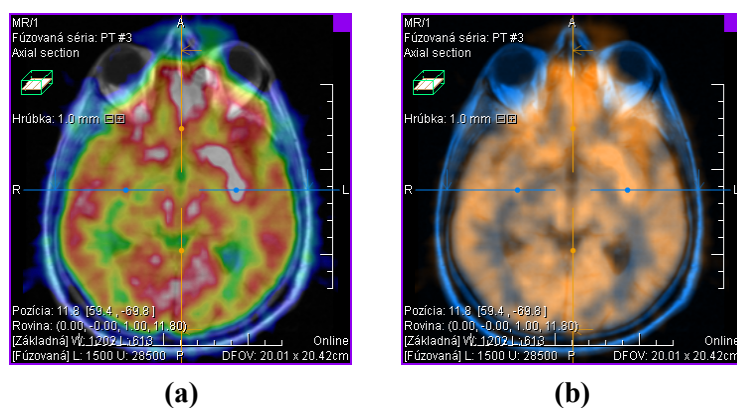 MR/1
A
Fúzovaná séria: PT #3
Axial section
Hrúbka: 1.0 mm
R
L
Pozícia: 11.8 [59.4 , -69.8]
Rovina: (0.00, -0.00, 1.00, 11.80)
[Základná] W: 1202 L: 613
Online
[Fúzovaná] L: 1500 U: 28500
P
DFOV: 20.01 x 20.42cm
(a)
MR/1
A
Fúzovaná séria: PT #3
Axial section
Hrúbka: 1.0 mm
R
L
Pozícia: 11.8 [59.4 , -69.8]
Rovina: (0.00, -0.00, 1.00, 11.80)
[Základná] W: 1202 L: 613
[Fúzovaná] L: 1500 U: 28500
P
DFOV: 20.01 x 20.42cm
(b)